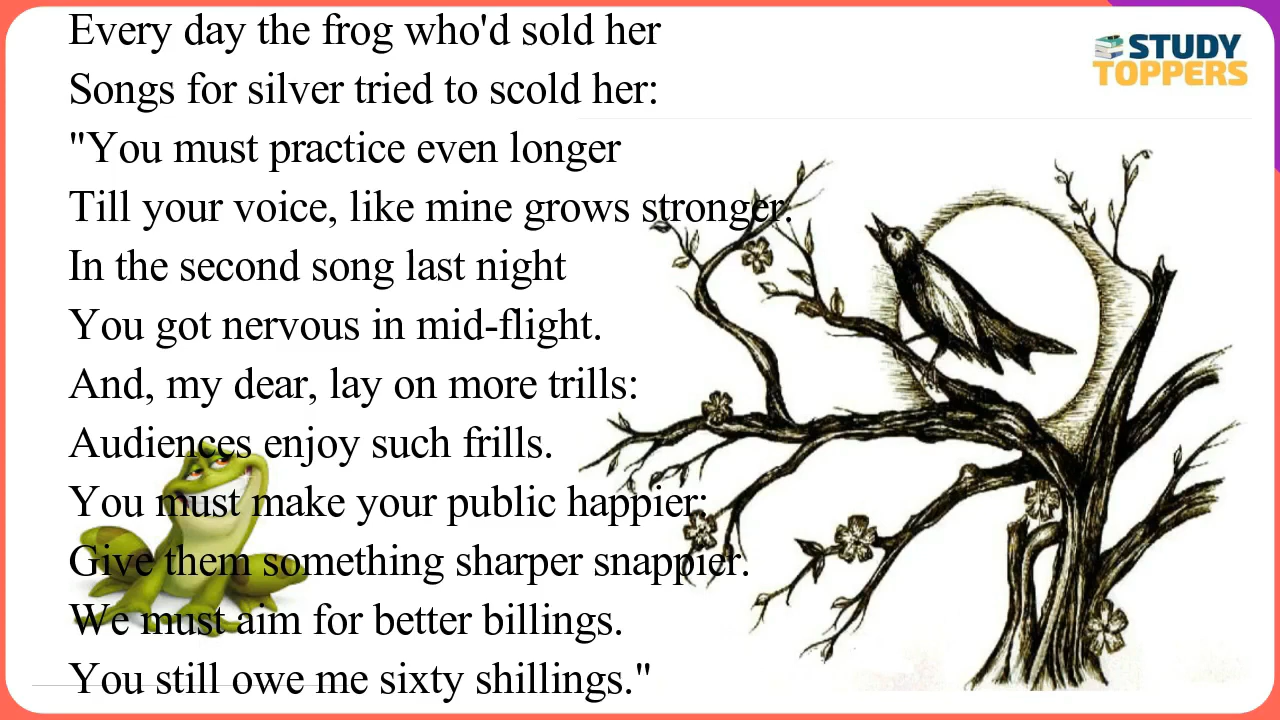 Every day the frog who'd sold her
Songs for silver tried to scold her:
"You must practice even longer
Till your voice, like mine grows stronger.
In the second song last night
You got nervous in mid-flight.
And, my dear, lay on more trills:
Audiences enjoy such frills.
You must make your public happier:
Give them something sharper snappier.
We must aim for better billings.
You still owe me sixty shillings."
STUDY
TOPPERS